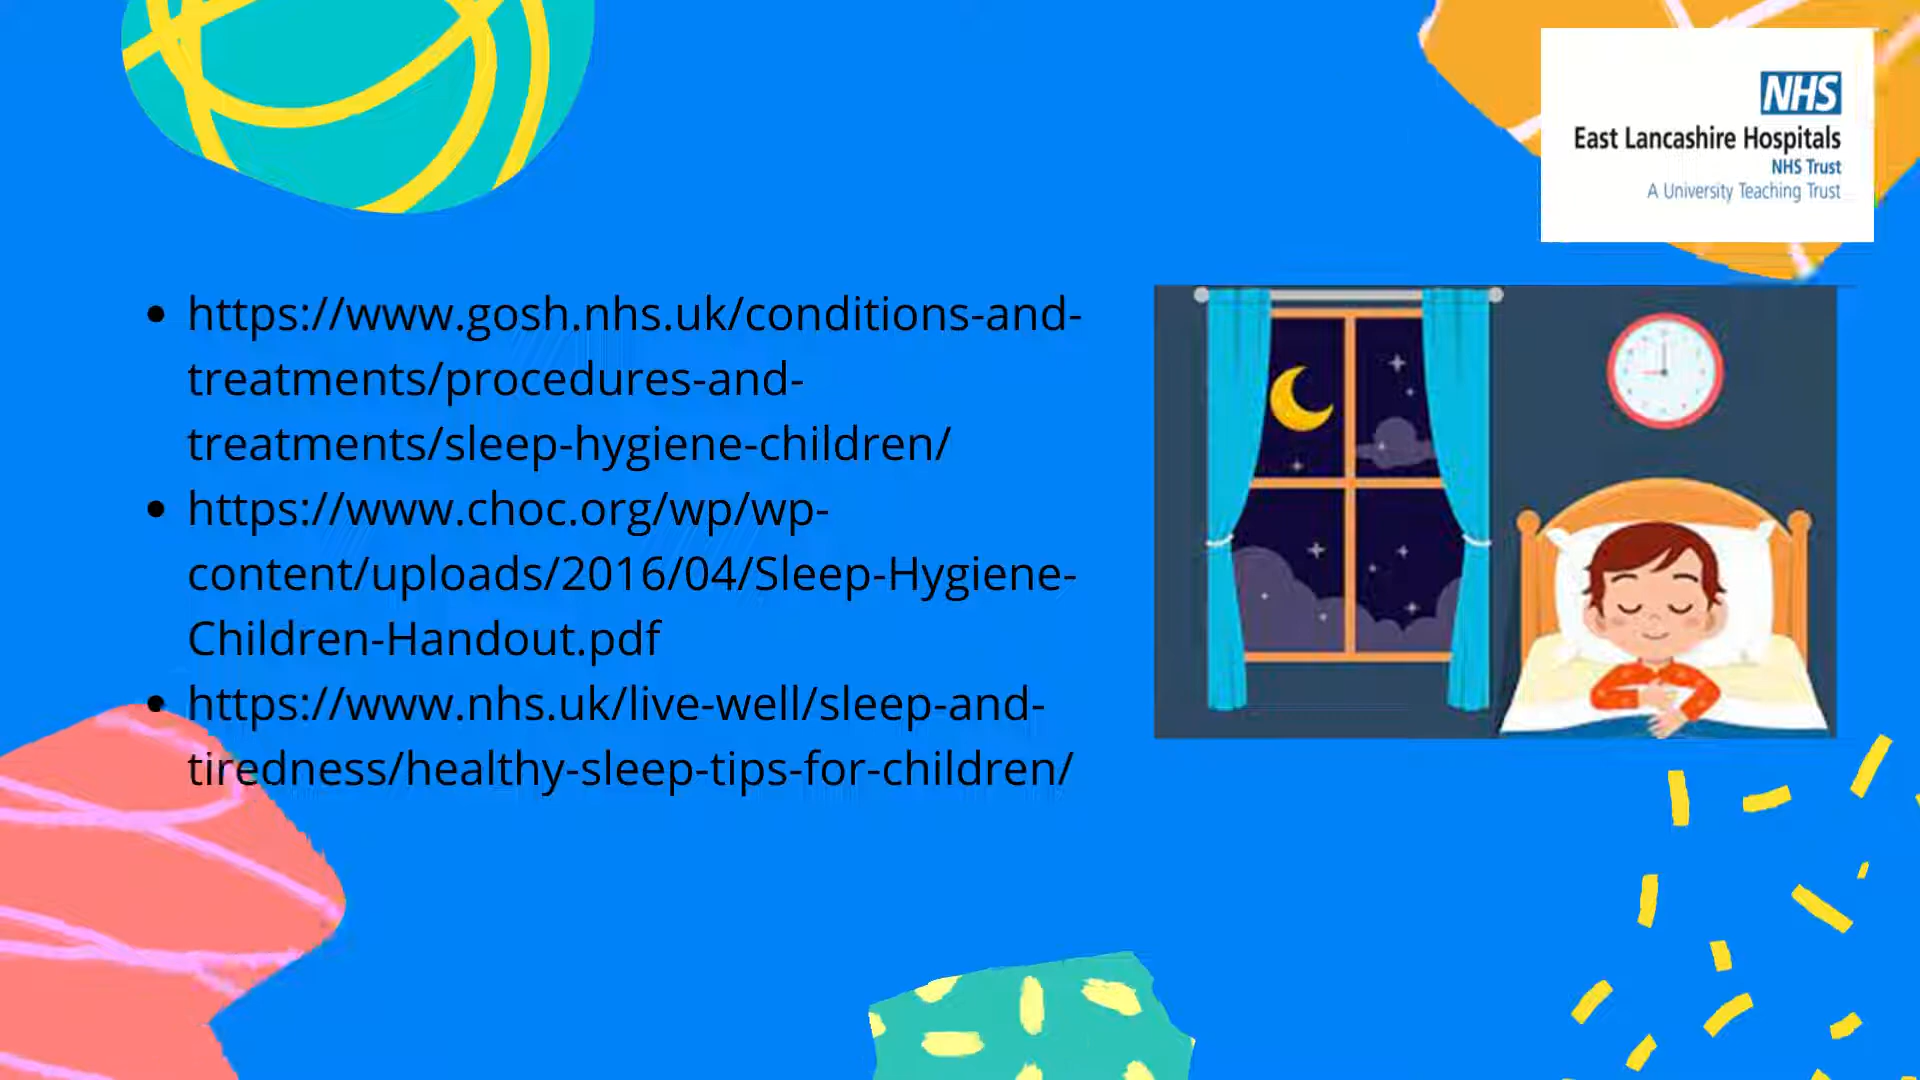 NHS
East Lancashire Hospitals
NHS Trust
A University Teaching Trust
• https://www.gosh.nhs.uk/conditions-and-
treatments/procedures-and-
treatments/sleep-hygiene-children/
• https://www.choc.org/wp/wp-
content/uploads/2016/04/Sleep-Hygiene-
Children-Handout.pdf
• https://www.nhs.uk/live-well/sleep-and-
tiredness/healthy-sleep-tips-for-children/